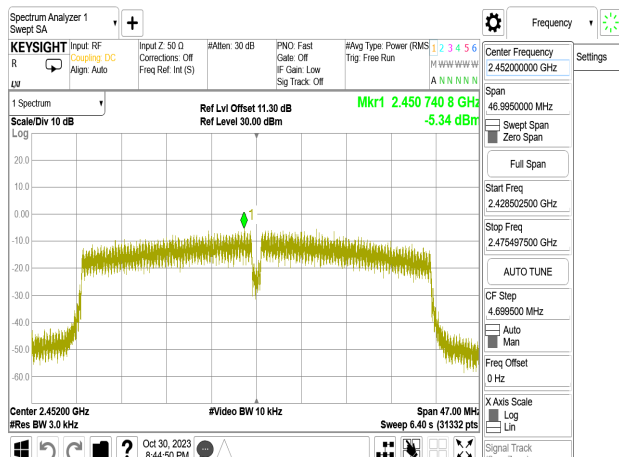 Spectrum Analyzer 1
Swept SA
Frequency
KEYSIGHT
R
LXI
Input: RF
Coupling: DC
Align: Auto
Input Z: 50 Ω
Corrections: Off
Freq Ref: Int (S)
#Atten: 30 dB
PNO: Fast
Gate: Off
IF Gain: Low
Sig Track: Off
#Avg Type: Power (RMS
Trig: Free Run
1 2 3 4 5 6
M W W W W W
A N N N N N
1 Spectrum
Scale/Div 10 dB
Ref Lvl Offset 11.30 dB
Ref Level 30.00 dBm
Mkr1 2.450 740 8 GHz
-5.34 dBm
Log
20.0
10.0
0.00
-10.0
-20.0
-30.0
-40.0
-50.0
-60.0
1
Center 2.45200 GHz
#Res BW 3.0 kHz
#Video BW 10 kHz
Span 47.00 MHz
Sweep 6.40 s (31332 pts)
Oct 30, 2023
8:44:50 PM
Center Frequency
2.452000000 GHz
Settings
Span
46.9950000 MHz
Swept Span
Zero Span
Full Span
Start Freq
2.428502500 GHz
Stop Freq
2.475497500 GHz
AUTO TUNE
CF Step
4.699500 MHz
Auto
Man
Freq Offset
0 Hz
X Axis Scale
Log
Lin
Signal Track